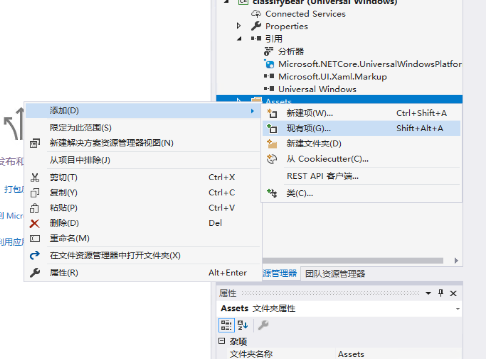 classifyBear (Universal Windows)
Connected Services
Properties
引用
分析器
Microsoft.NETCore.UniversalWindowsPlatfor
Microsoft.UI.Xaml.Markup
Universal Windows
Assets
添加(D)
限定为此范围(S)
新建解决方案资源管理器视图(N)
从项目中排除(J)
剪切(T) Ctrl+X
复制(Y) Ctrl+C
粘贴(P) Ctrl+V
删除(D) Del
重命名(M)
在文件资源管理器中打开文件夹(X)
属性(R) Alt+Enter
新建项(W)... Ctrl+Shift+A
现有项(G)... Shift+Alt+A
新建文件夹(D)
从 Cookiecutter(C)...
REST API 客户端...
类(C)...
发布和
打包应
到 Micr
利用应
源管理器 团队资源管理器
属性
Assets 文件夹属性
杂项
文件夹名称 Assets